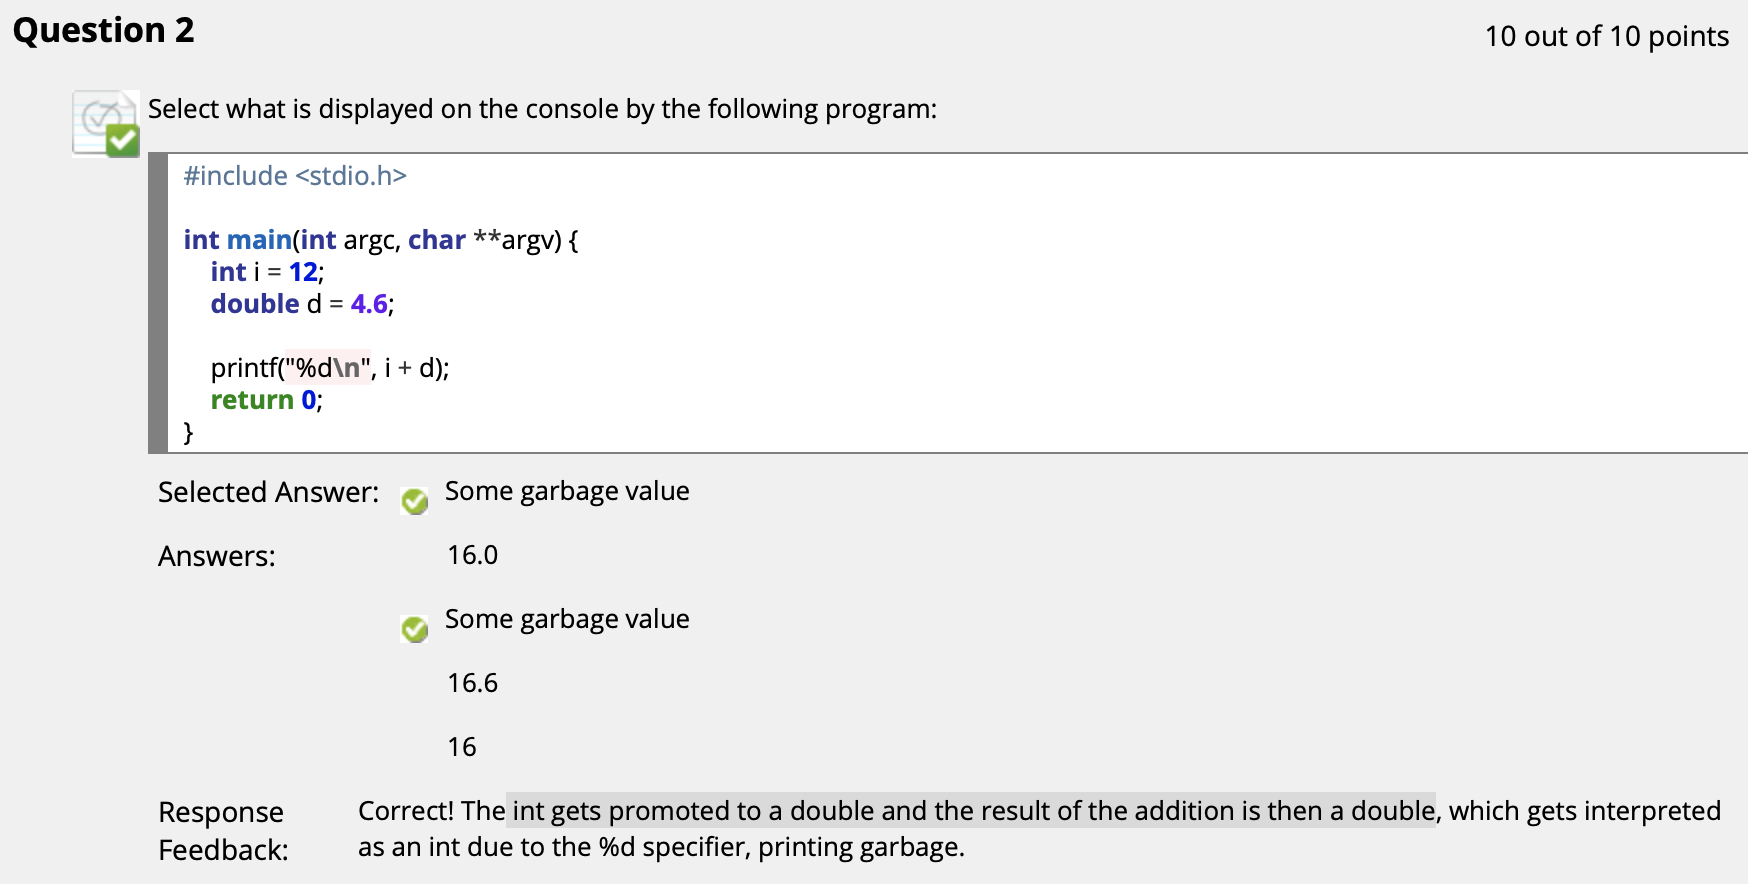 Question 2
10 out of 10 points
Select what is displayed on the console by the following program:
#include <stdio.h>
int main(int argc, char **argv) {
int i = 12;
double d = 4.6;
printf("%d\n", i + d);
return 0;
}
Selected Answer: Some garbage value
Answers: 16.0
Some garbage value
16.6
16
Response Feedback: Correct! The int gets promoted to a double and the result of the addition is then a double, which gets interpreted
as an int due to the %d specifier, printing garbage.